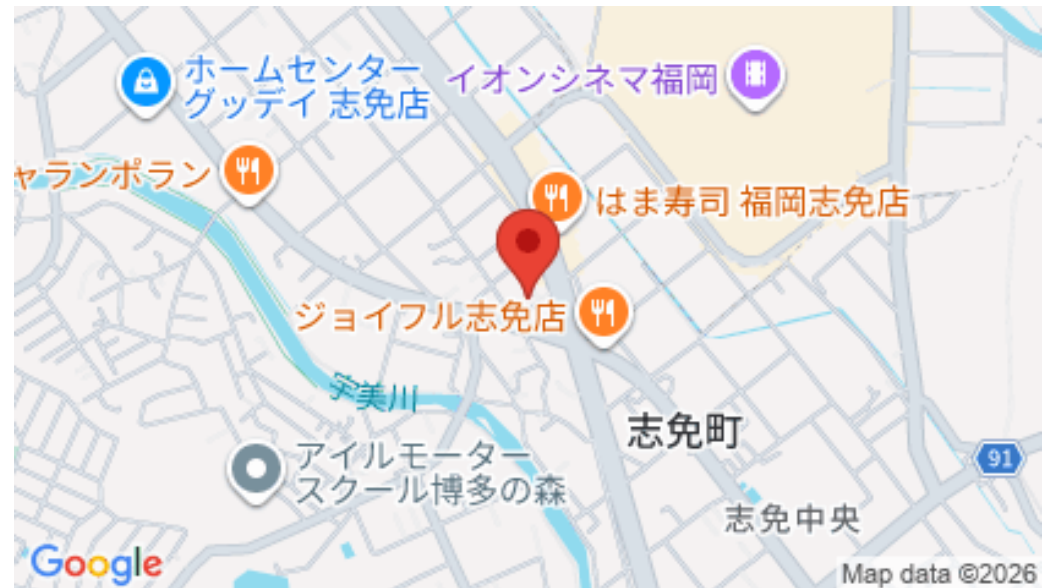 ホームセンター
グッデイ 志免店
イオンシネマ福岡
ャランポラン
はま寿司 福岡志免店
ジョイフル志免店
宇美川
志免町
アイルモーター
スクール博多の森
91
志免中央
Google
Map data ©2026